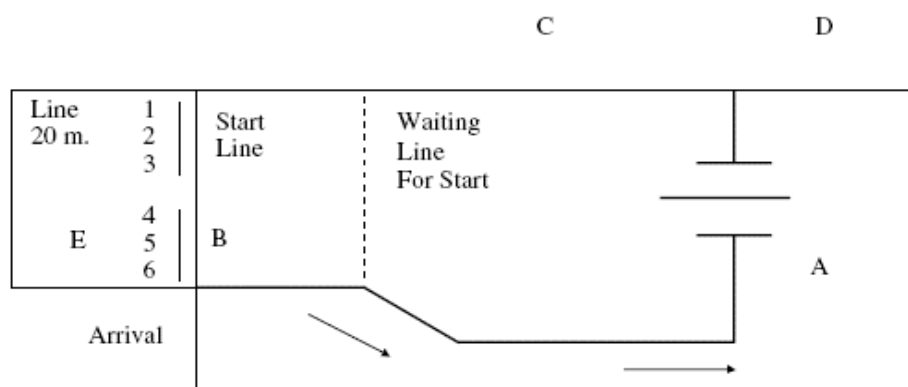 C
D
Line 1
20 m. 2
3
Start
Line
Waiting
Line
For Start
4
E 5
6
B
A
Arrival